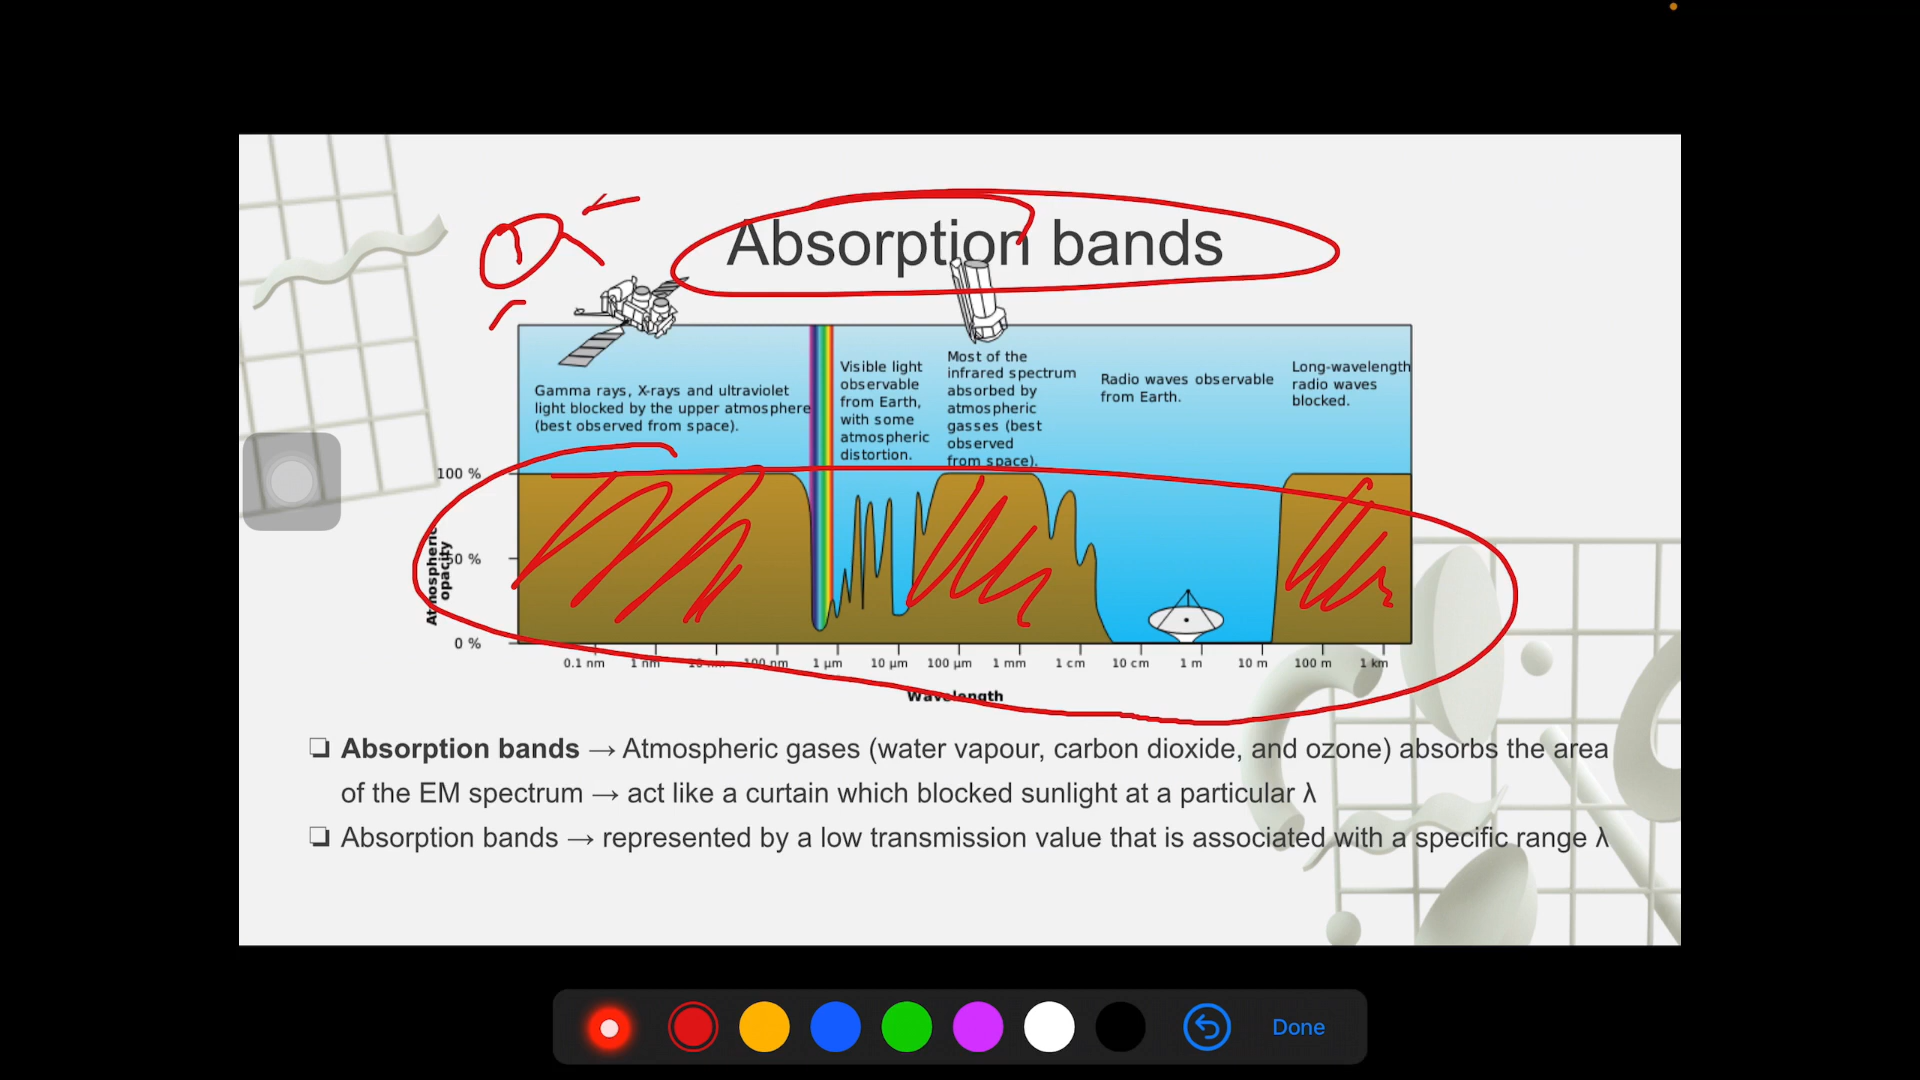 Absorption bands
Gamma rays, X-rays and ultraviolet
light blocked by the upper atmosphere
(best observed from space).
Visible light
observable
from Earth,
with some
atmospheric
distortion.
Most of the
infrared spectrum
absorbed by
atmospheric
gasses (best
observed
from space).
Radio waves observable
from Earth.
Long-wavelength
radio waves
blocked.
Atmospheric
opacity
100 %
50 %
0 %
0.1 nm 1 nm 10 nm 100 nm 1 μm 10 μm 100 μm 1 mm 1 cm 10 cm 1 m 10 m 100 m 1 km
Wavelength
❏ Absorption bands → Atmospheric gases (water vapour, carbon dioxide, and ozone) absorbs the area
of the EM spectrum → act like a curtain which blocked sunlight at a particular λ
❏ Absorption bands → represented by a low transmission value that is associated with a specific range λ
Done